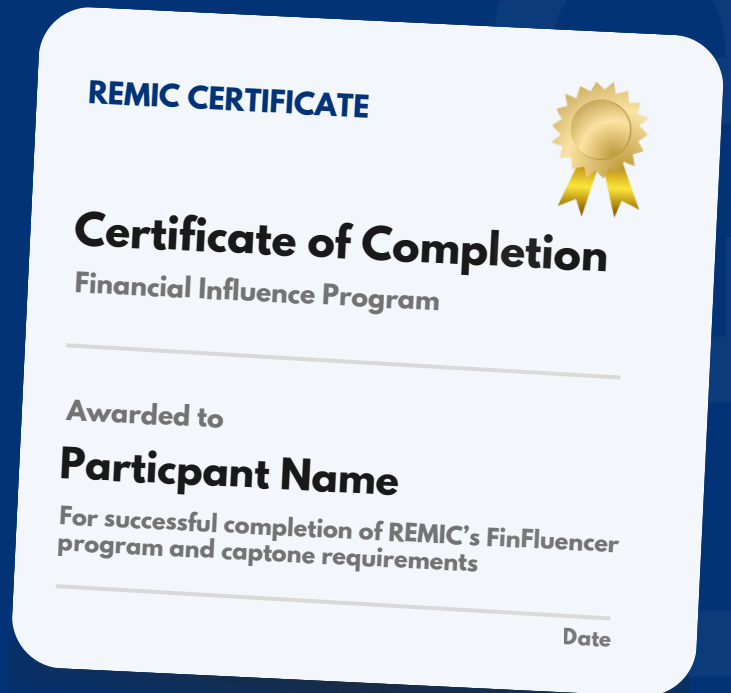 REMIC CERTIFICATE
Certificate of Completion
Financial Influence Program
Awarded to
Particpant Name
For successful completion of REMIC’s FinFluencer
program and captone requirements
Date